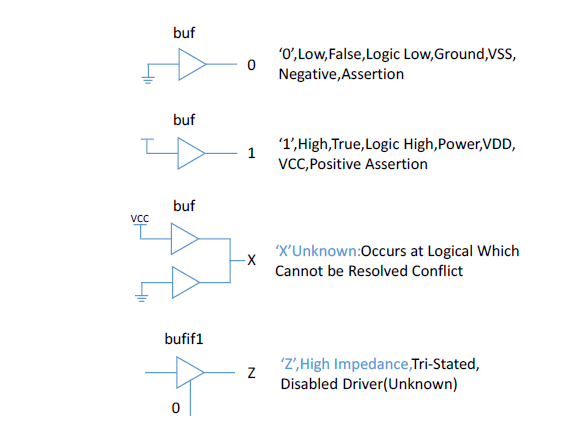 buf
0
‘0’,Low,False,Logic Low,Ground,VSS,
Negative,Assertion
buf
1
‘1’,High,True,Logic High,Power,VDD,
VCC,Positive Assertion
buf
VCC
X
‘X’Unknown:Occurs at Logical Which
Cannot be Resolved Conflict
bufif1
Z
‘Z’,High Impedance,Tri-Stated,
Disabled Driver(Unknown)
0